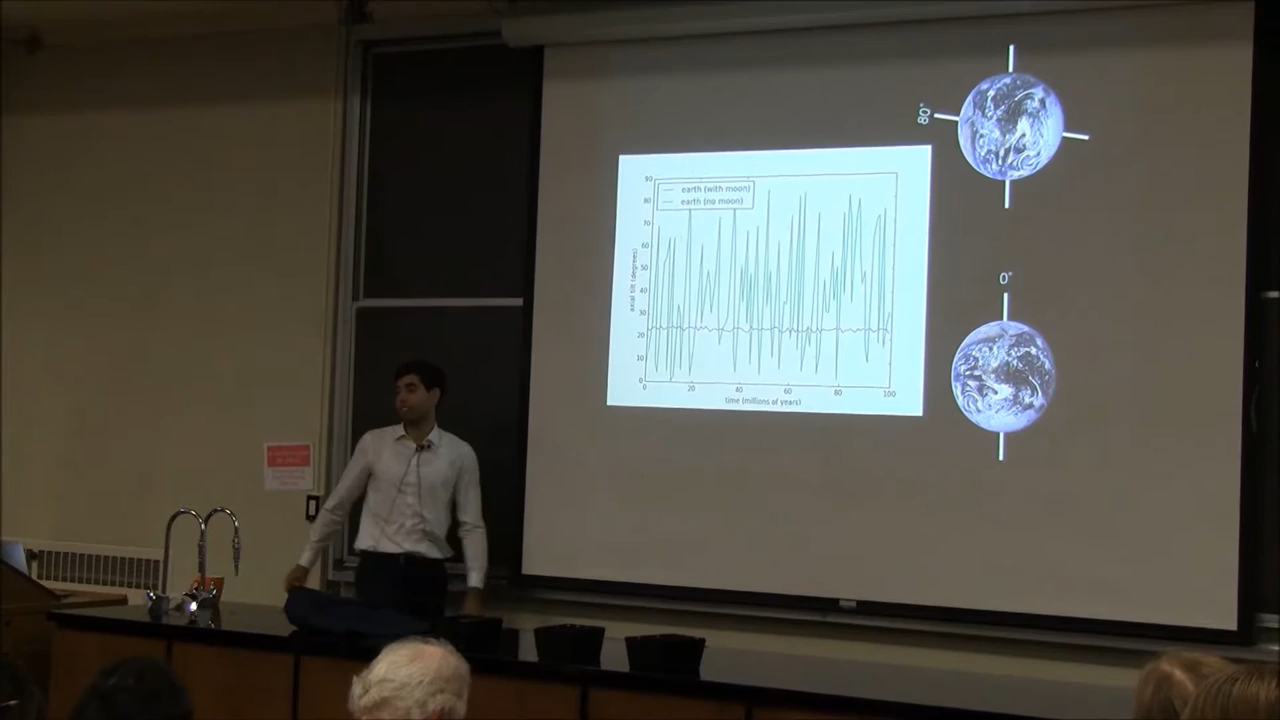 80°
earth (with moon)
earth (no moon)
90
80
70
60
50
40
30
20
10
0
axial tilt (degrees)
0 20 40 60 80 100
time (millions of years)
0°